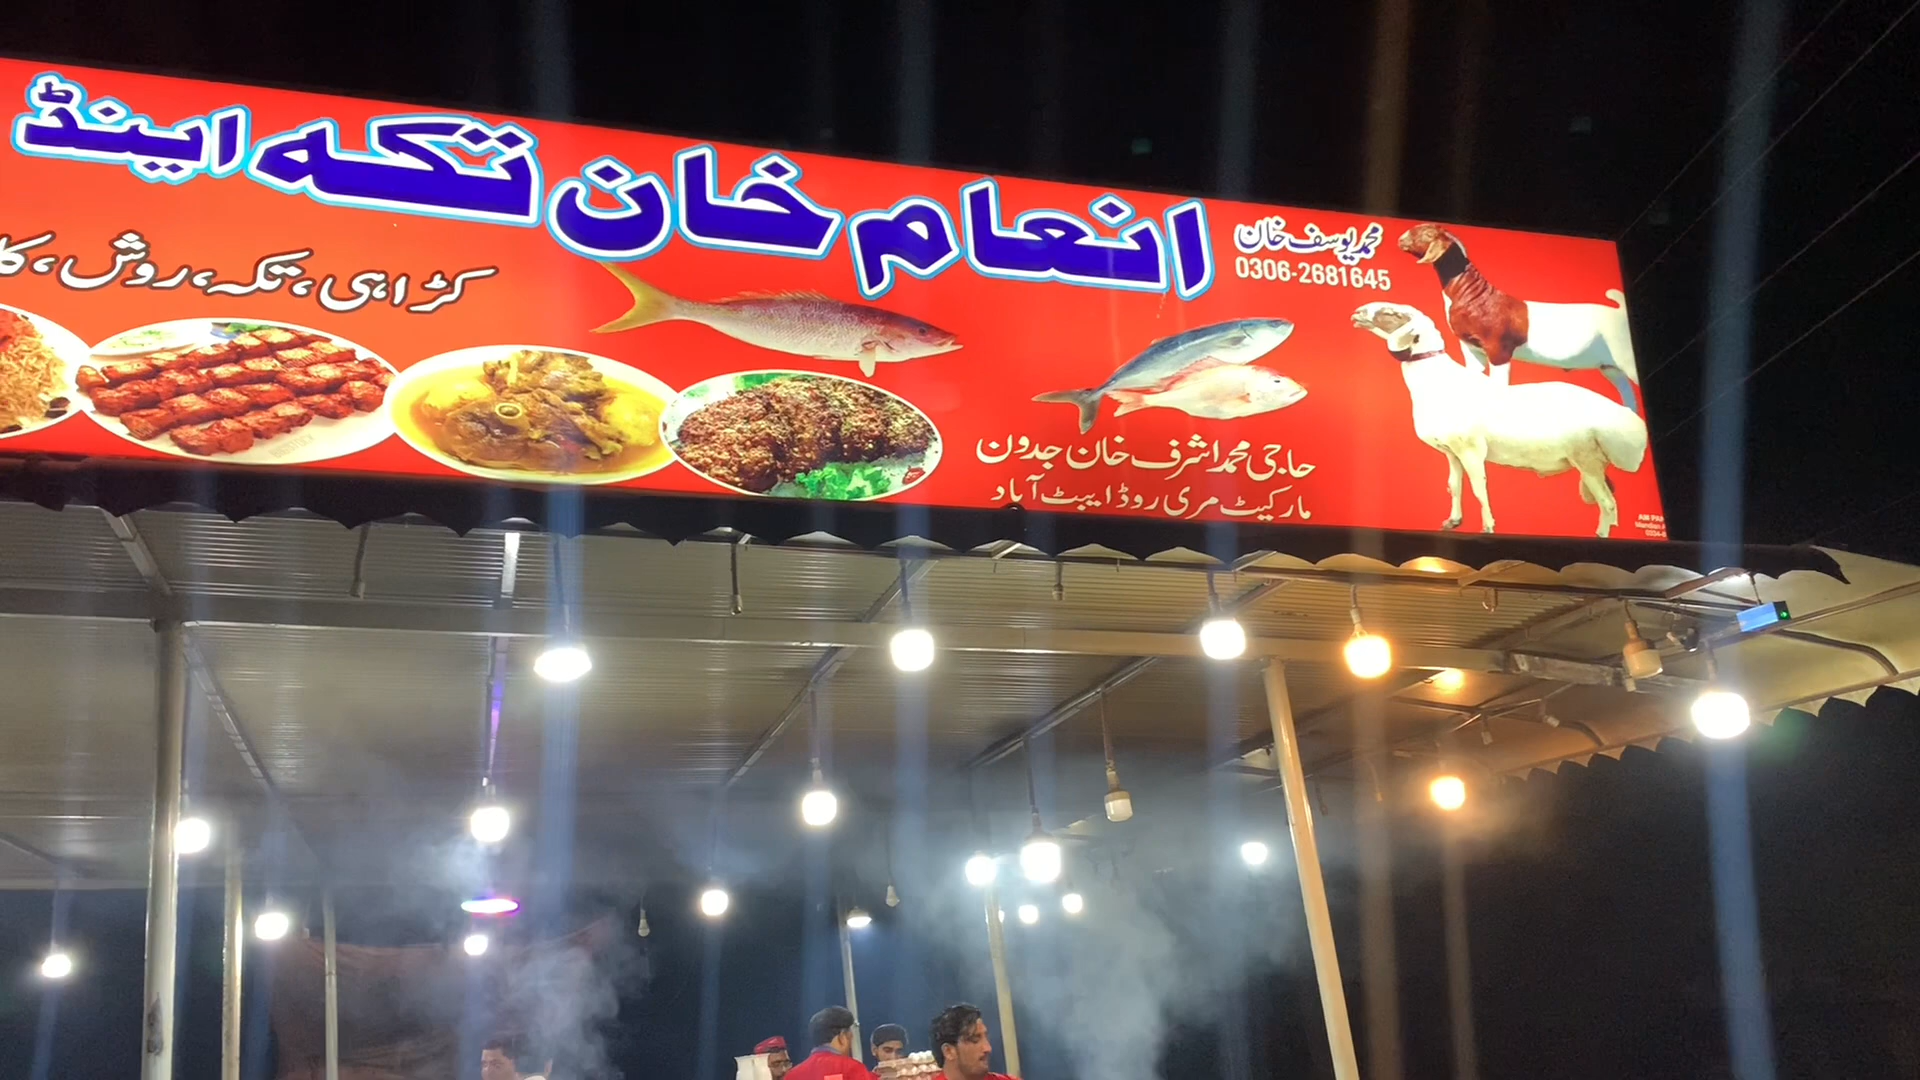 انعام خان تکہ اینڈ
محمد یوسف خان
0306-2681645
کڑاہی، تکہ، روش،
حاجی محمد اشرف خان جدون
مارکیٹ مری روڈ ایبٹ آباد